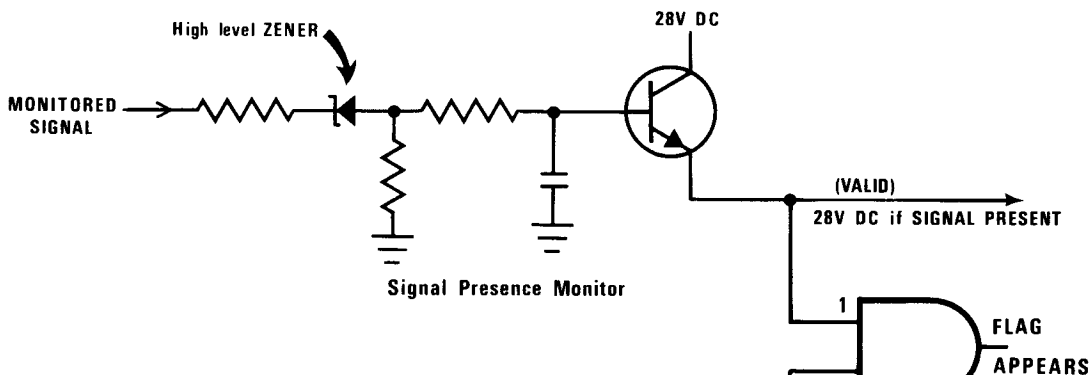 High level ZENER
28V DC
MONITORED
SIGNAL
(VALID)
28V DC if SIGNAL PRESENT
Signal Presence Monitor
1
FLAG
APPEARS